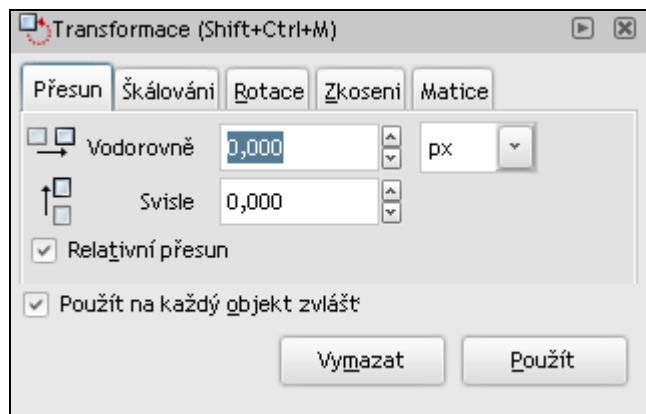 Transformace (Shift+Ctrl+M)
Přesun Škálování Rotace Zkosení Matice
Vodorovně 0,000 px
Svisle 0,000
Relativní přesun
Použít na každý objekt zvlášť
Vymazat Použít